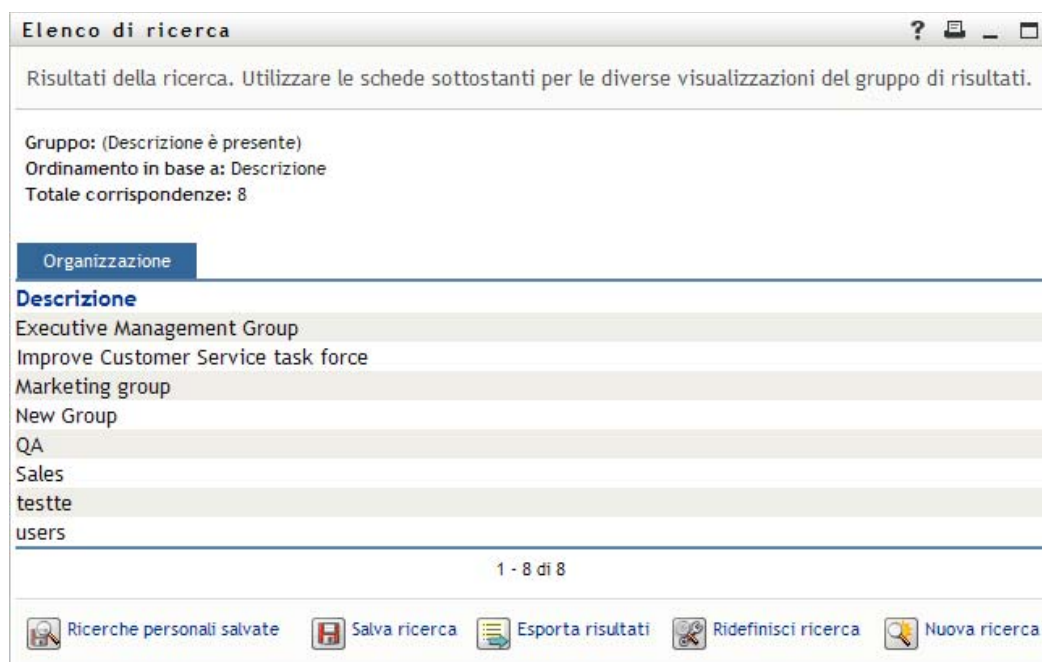 Elenco di ricerca ?
Risultati della ricerca. Utilizzare le schede sottostanti per le diverse visualizzazioni del gruppo di risultati.
Gruppo: (Descrizione è presente)
Ordinamento in base a: Descrizione
Totale corrispondenze: 8
Organizzazione
Descrizione
Executive Management Group
Improve Customer Service task force
Marketing group
New Group
QA
Sales
testte
users
1 - 8 di 8
Ricerche personali salvate Salva ricerca Esporta risultati Ridefinisci ricerca Nuova ricerca